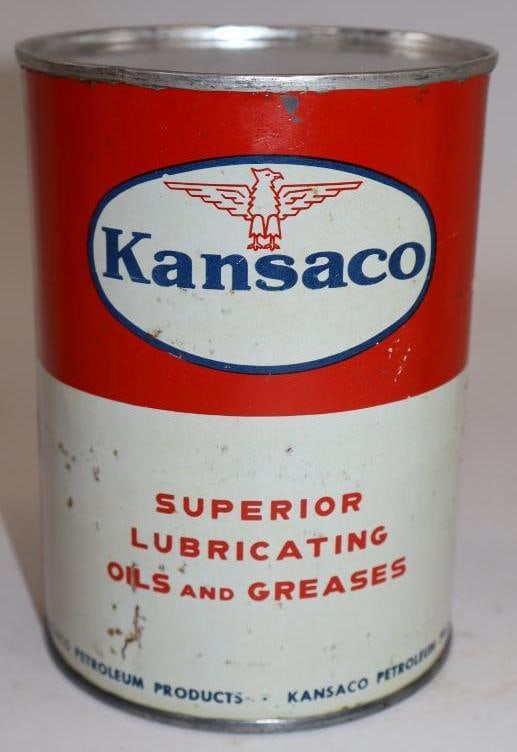 Kansaco
SUPERIOR
LUBRICATING
OILS AND GREASES
PETROLEUM PRODUCTS · KANSACO PETROLEUM